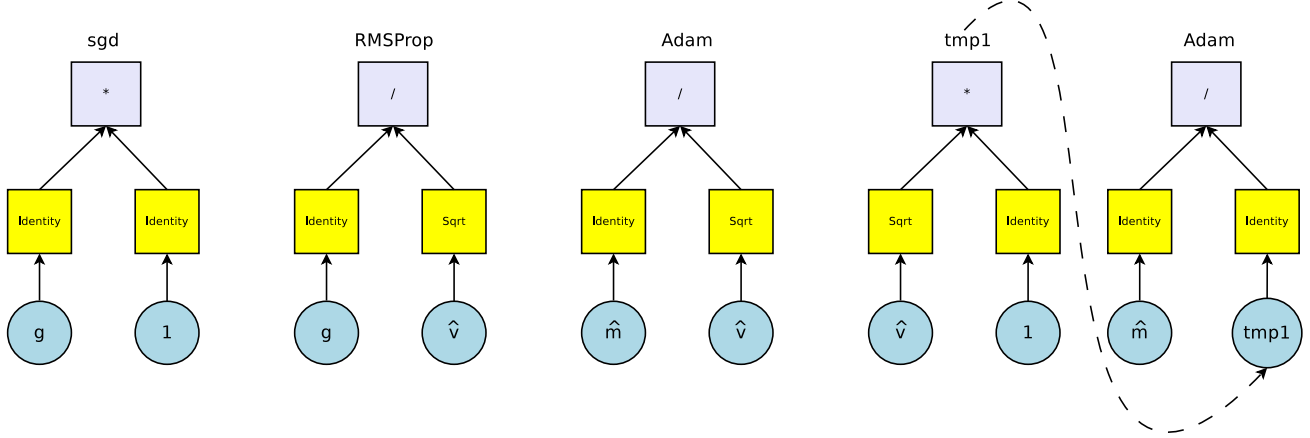 sgd RMSProp Adam tmp1 Adam
* / / * /
Identity Identity Identity Sqrt Identity Sqrt Sqrt Identity Identity Identity
g 1 g v̂ m̂ v̂ v̂ 1 m̂ tmp1